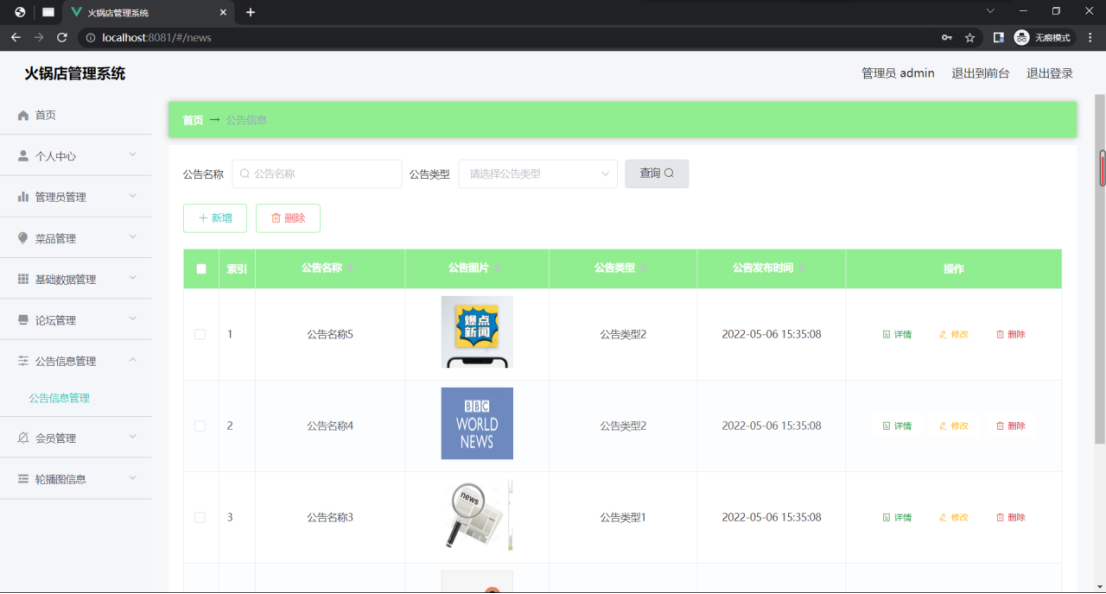 火锅店管理系统
localhost:8081/#/news
无痕模式
火锅店管理系统
管理员 admin 退出到前台 退出登录
首页
个人中心
管理员管理
菜品管理
基础数据管理
论坛管理
公告信息管理
公告信息管理
会员管理
轮播图信息
首页 → 公告信息
公告名称 公告名称 公告类型 请选择公告类型 查询
+ 新增 删除
索引 公告名称 公告图片 公告类型 公告发布时间 操作
1 公告名称5 公告类型2 2022-05-06 15:35:08 详情 修改 删除
爆点
新闻
2 公告名称4 公告类型2 2022-05-06 15:35:08 详情 修改 删除
BBC
WORLD
NEWS
3 公告名称3 公告类型1 2022-05-06 15:35:08 详情 修改 删除
news